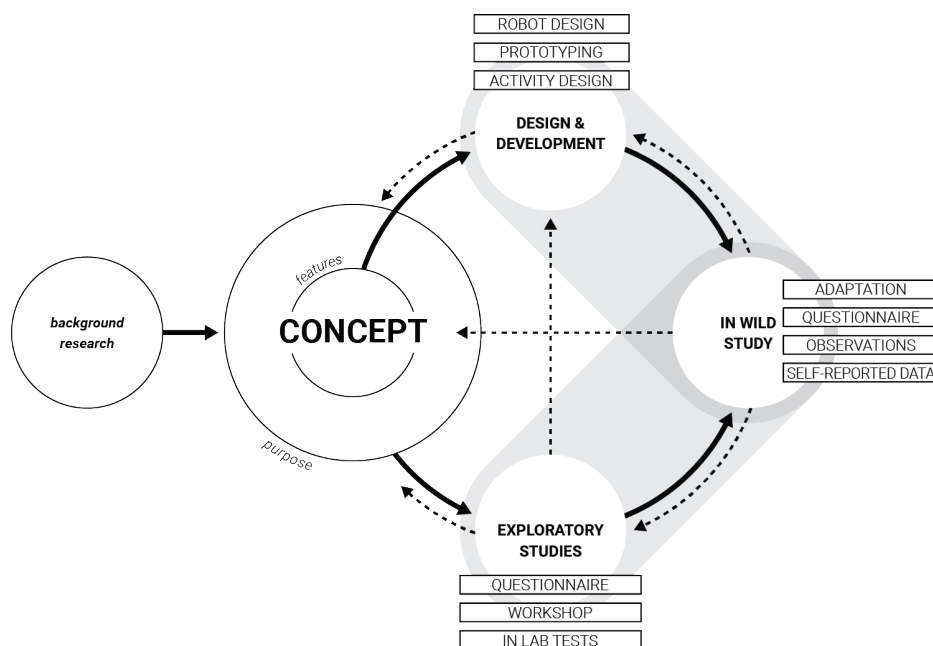 ROBOT DESIGN
PROTOTYPING
ACTIVITY DESIGN
DESIGN &
DEVELOPMENT
features
background
research
CONCEPT
purpose
IN WILD
STUDY
ADAPTATION
QUESTIONNAIRE
OBSERVATIONS
SELF-REPORTED DATA
EXPLORATORY
STUDIES
QUESTIONNAIRE
WORKSHOP
IN LAB TESTS